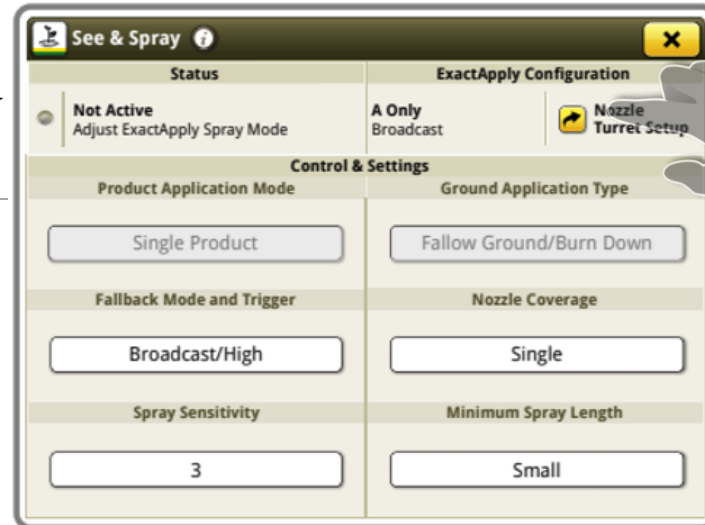 See & Spray
Status
ExactApply Configuration
Not Active
Adjust ExactApply Spray Mode
A Only
Broadcast
Nozzle
Turret Setup
Control & Settings
Product Application Mode
Ground Application Type
Single Product
Fallow Ground/Burn Down
Fallback Mode and Trigger
Nozzle Coverage
Broadcast/High
Single
Spray Sensitivity
Minimum Spray Length
3
Small